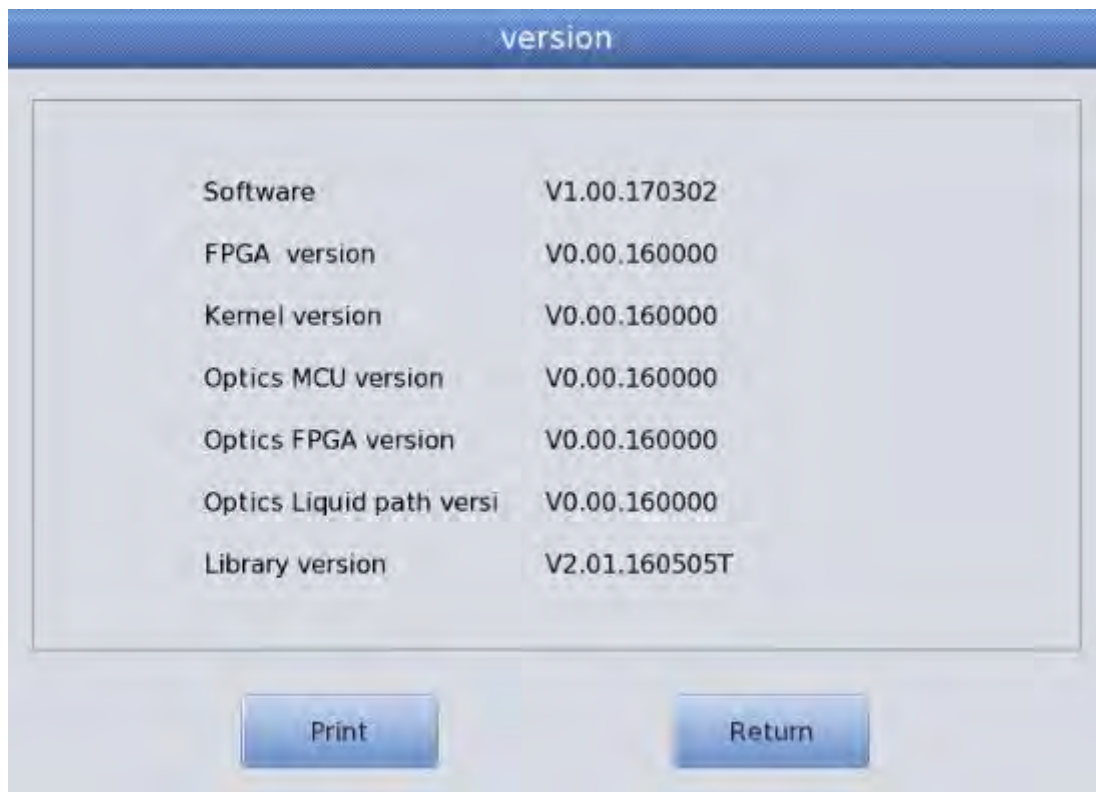 version
Software V1.00.170302
FPGA version V0.00.160000
Kernel version V0.00.160000
Optics MCU version V0.00.160000
Optics FPGA version V0.00.160000
Optics Liquid path versi V0.00.160000
Library version V2.01.160505T
Print Return